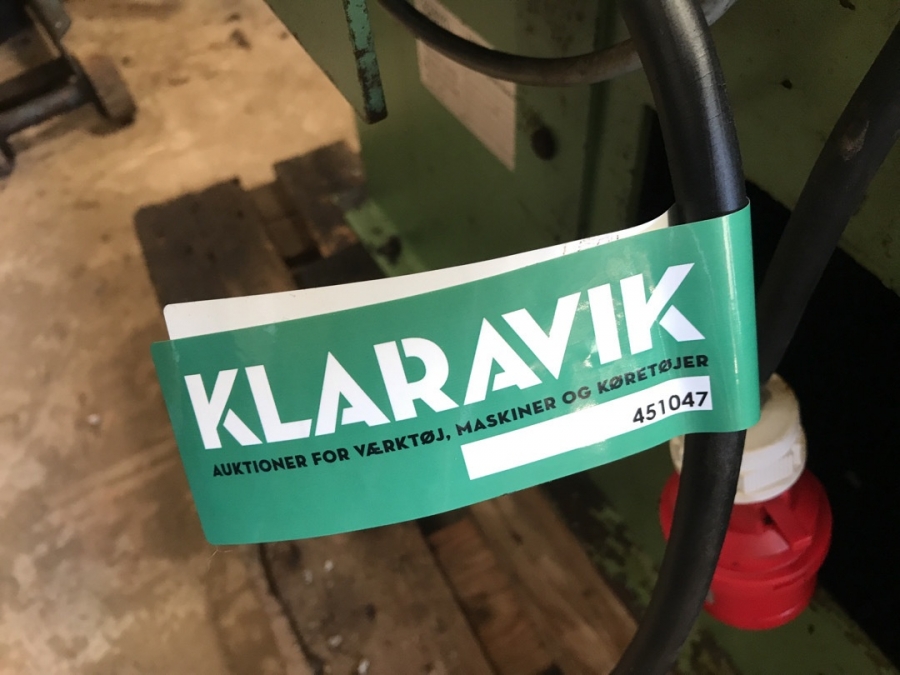 KLARAVIK
AUKTIONER FOR VÆRKTØJ, MASKINER OG KØRETØJER
451047